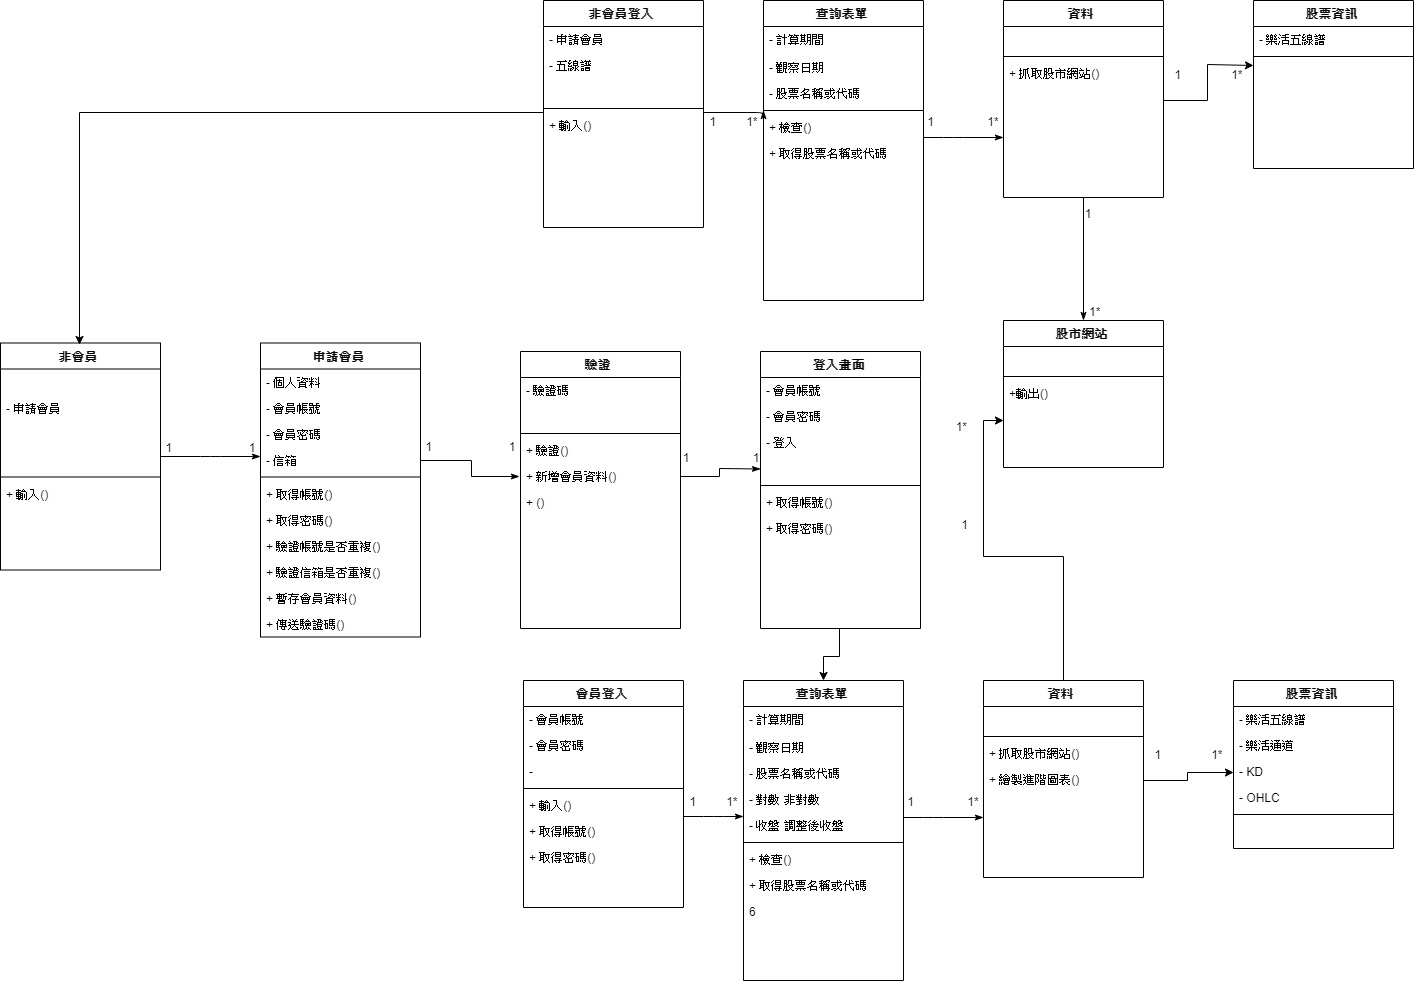 非會員登入
- 申請會員
- 五線譜
+ 輸入()
1
1*
查詢表單
- 計算期間
- 觀察日期
- 股票名稱或代碼
+ 檢查()
+ 取得股票名稱或代碼
1
1*
資料
+ 抓取股市網站()
1
1*
股票資訊
- 樂活五線譜
1
1*
股市網站
+輸出()
非會員
- 申請會員
+ 輸入()
1
1
申請會員
- 個人資料
- 會員帳號
- 會員密碼
- 信箱
+ 取得帳號()
+ 取得密碼()
+ 驗證帳號是否重複()
+ 驗證信箱是否重複()
+ 暫存會員資料()
+ 傳送驗證碼()
1
1
驗證
- 驗證碼
+ 驗證()
+ 新增會員資料()
+ ()
1
1
登入畫面
- 會員帳號
- 會員密碼
- 登入
+ 取得帳號()
+ 取得密碼()
1*
1
會員登入
- 會員帳號
- 會員密碼
-
+ 輸入()
+ 取得帳號()
+ 取得密碼()
1
1*
查詢表單
- 計算期間
- 觀察日期
- 股票名稱或代碼
- 對數 非對數
- 收盤 調整後收盤
+ 檢查()
+ 取得股票名稱或代碼
6
1
1*
資料
+ 抓取股市網站()
+ 繪製進階圖表()
1
1*
股票資訊
- 樂活五線譜
- 樂活通道
- KD
- OHLC